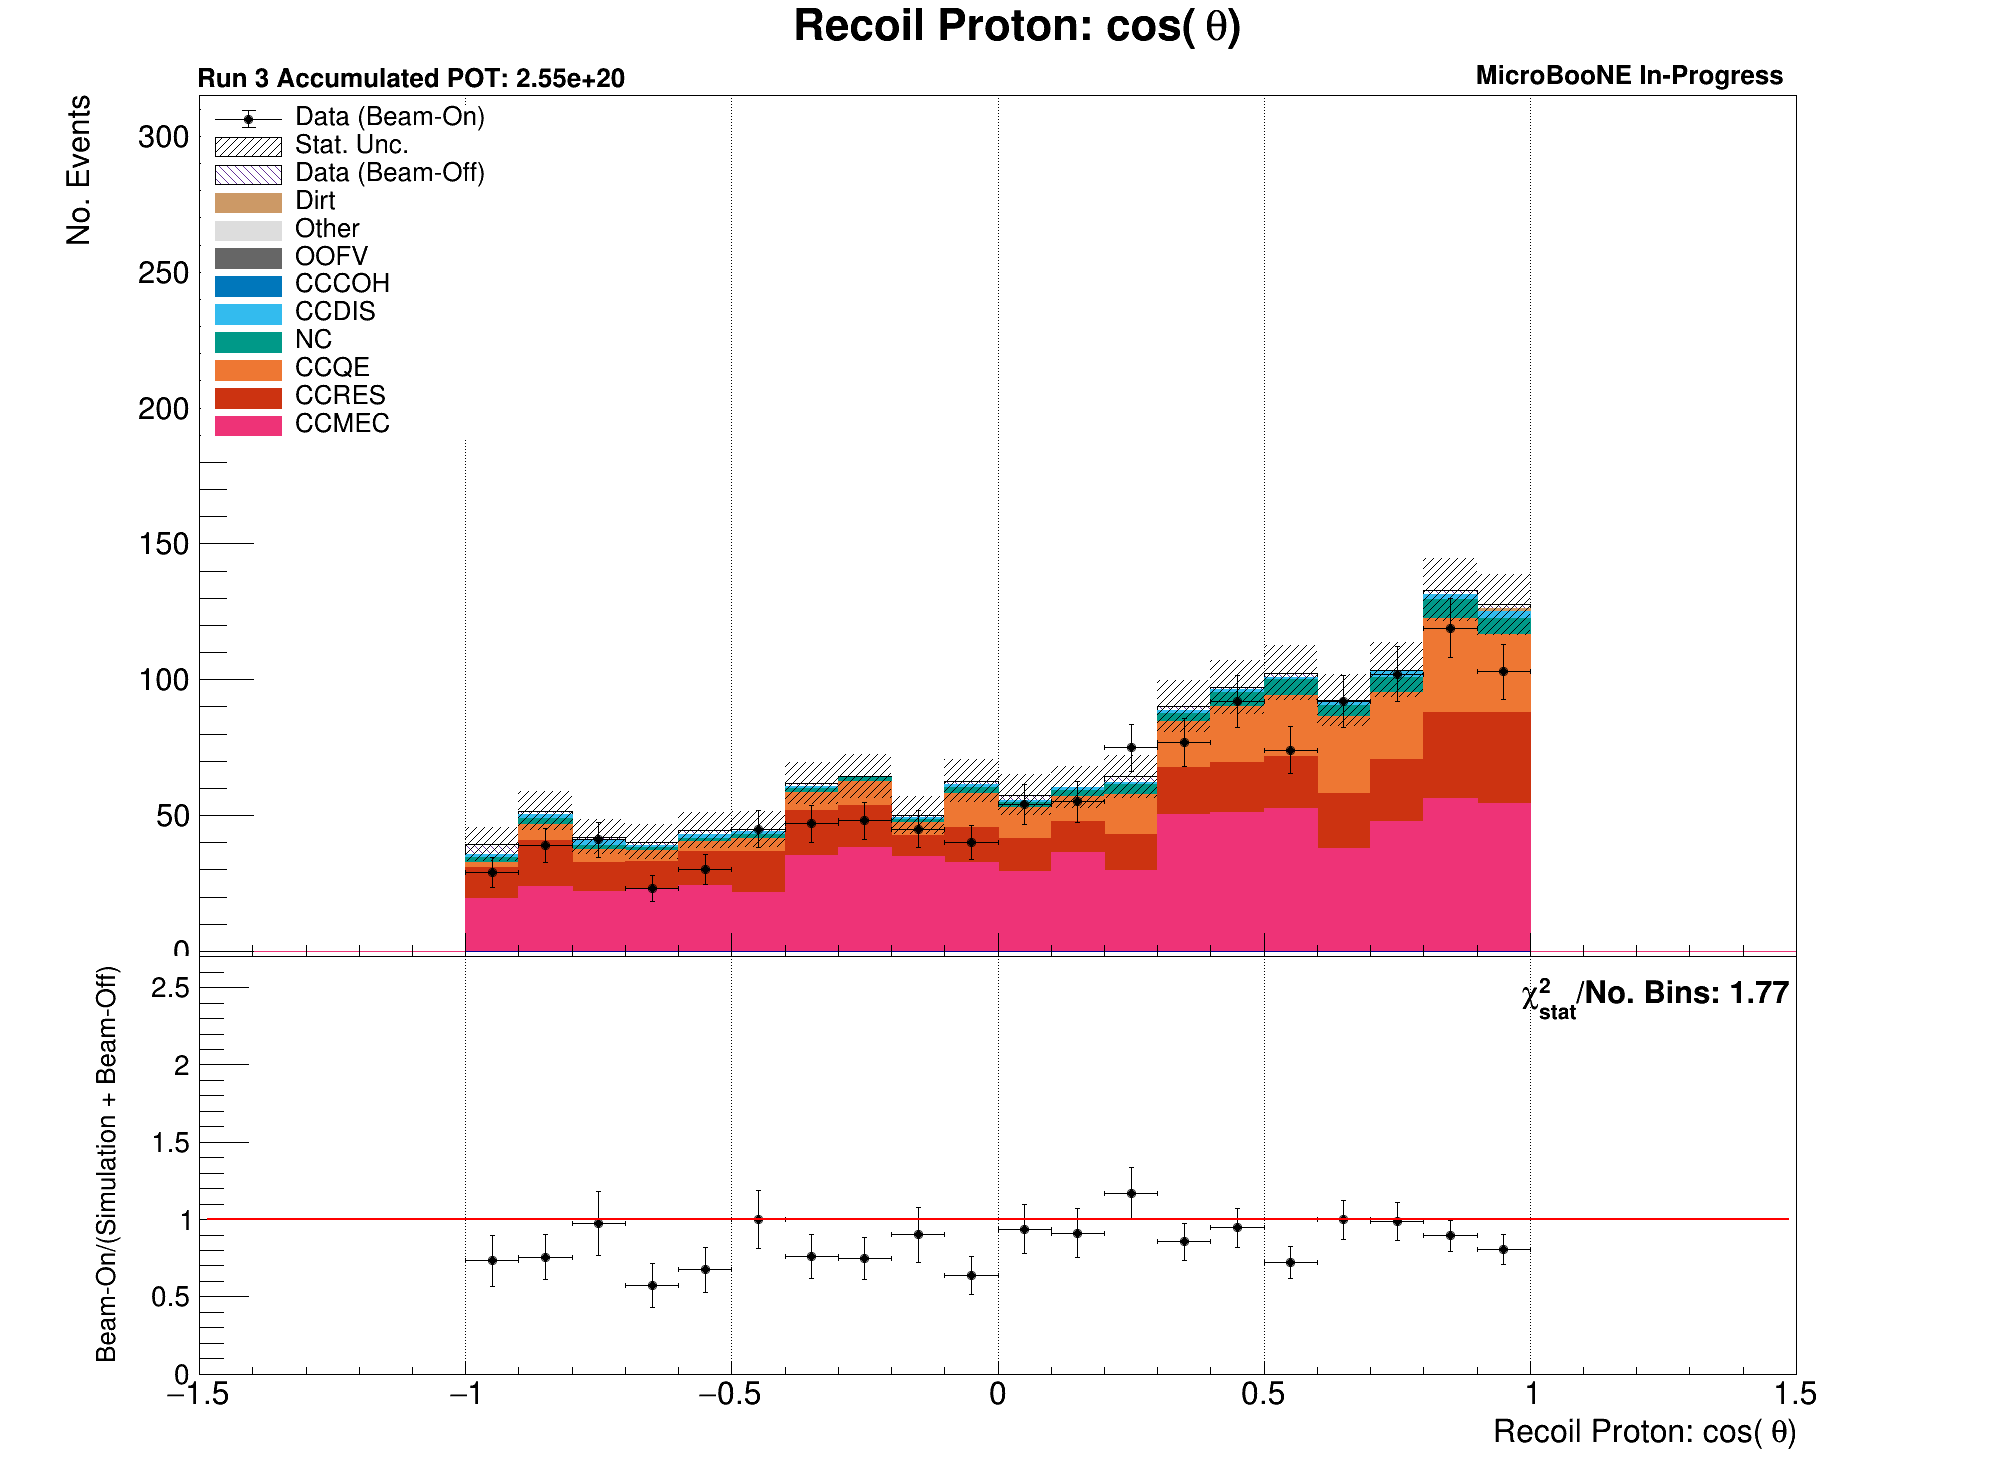 Recoil Proton: cos( θ)
Run 3 Accumulated POT: 2.55e+20
MicroBooNE In-Progress
No. Events
300
250
200
150
100
50
0
Data (Beam-On)
Stat. Unc.
Data (Beam-Off)
Dirt
Other
OOFV
CCCOH
CCDIS
NC
CCQE
CCRES
CCMEC
Beam-On/(Simulation + Beam-Off)
2.5
2
1.5
1
0.5
0
χ²stat/No. Bins: 1.77
−1.5 −1 −0.5 0 0.5 1 1.5
Recoil Proton: cos( θ)